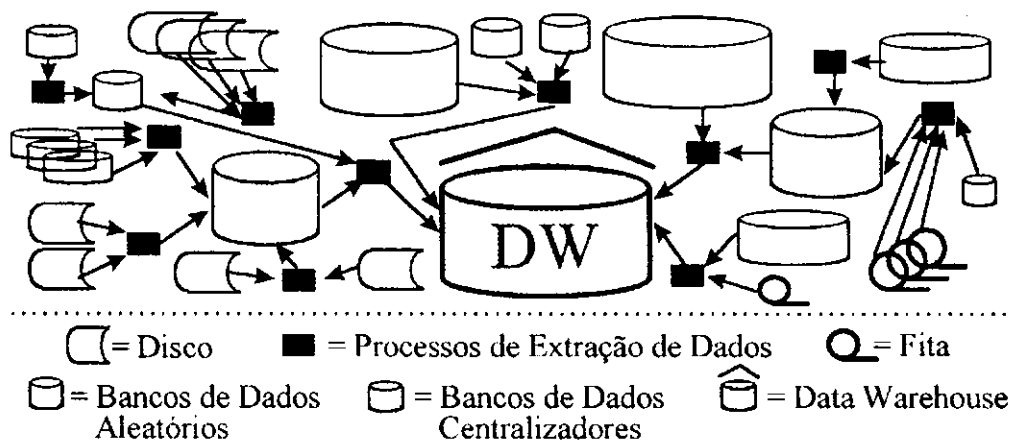 DW
= Disco = Processos de Extração de Dados = Fita
= Bancos de Dados Aleatórios = Bancos de Dados Centralizadores = Data Warehouse